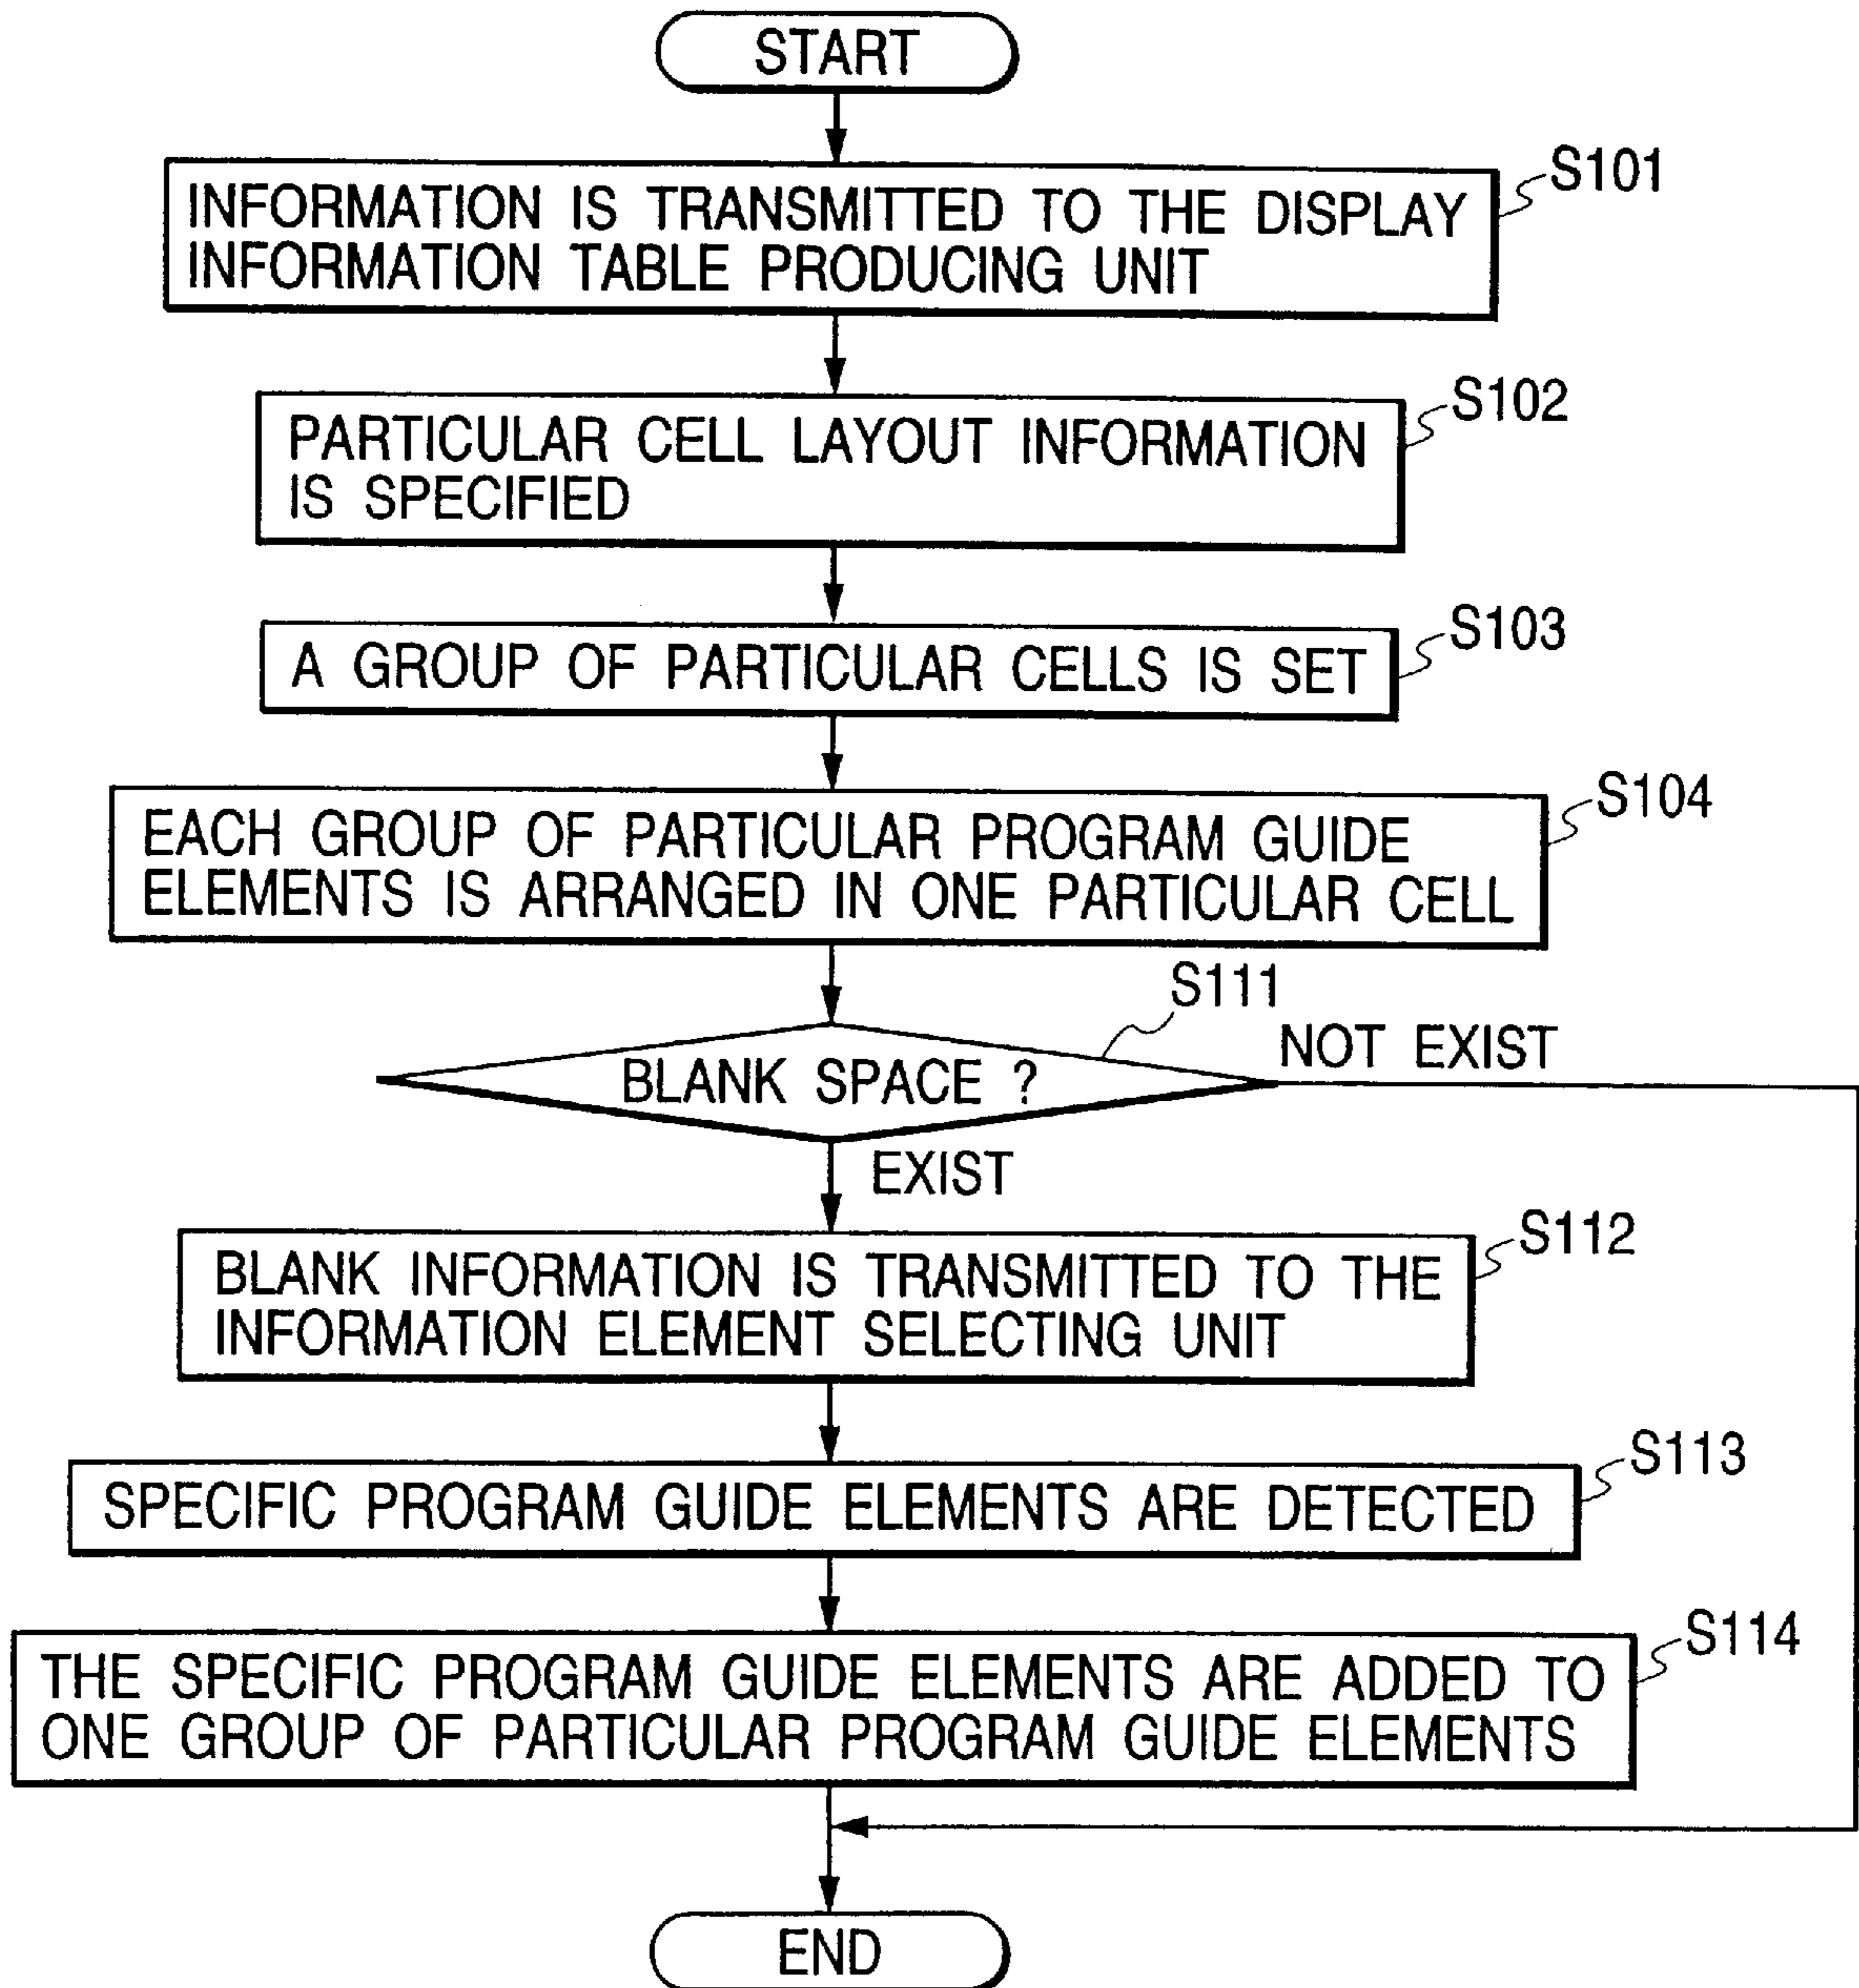 START
S101
INFORMATION IS TRANSMITTED TO THE DISPLAY
INFORMATION TABLE PRODUCING UNIT
S102
PARTICULAR CELL LAYOUT INFORMATION
IS SPECIFIED
S103
A GROUP OF PARTICULAR CELLS IS SET
S104
EACH GROUP OF PARTICULAR PROGRAM GUIDE
ELEMENTS IS ARRANGED IN ONE PARTICULAR CELL
S111
NOT EXIST
BLANK SPACE ?
EXIST
S112
BLANK INFORMATION IS TRANSMITTED TO THE
INFORMATION ELEMENT SELECTING UNIT
S113
SPECIFIC PROGRAM GUIDE ELEMENTS ARE DETECTED
S114
THE SPECIFIC PROGRAM GUIDE ELEMENTS ARE ADDED TO
ONE GROUP OF PARTICULAR PROGRAM GUIDE ELEMENTS
END